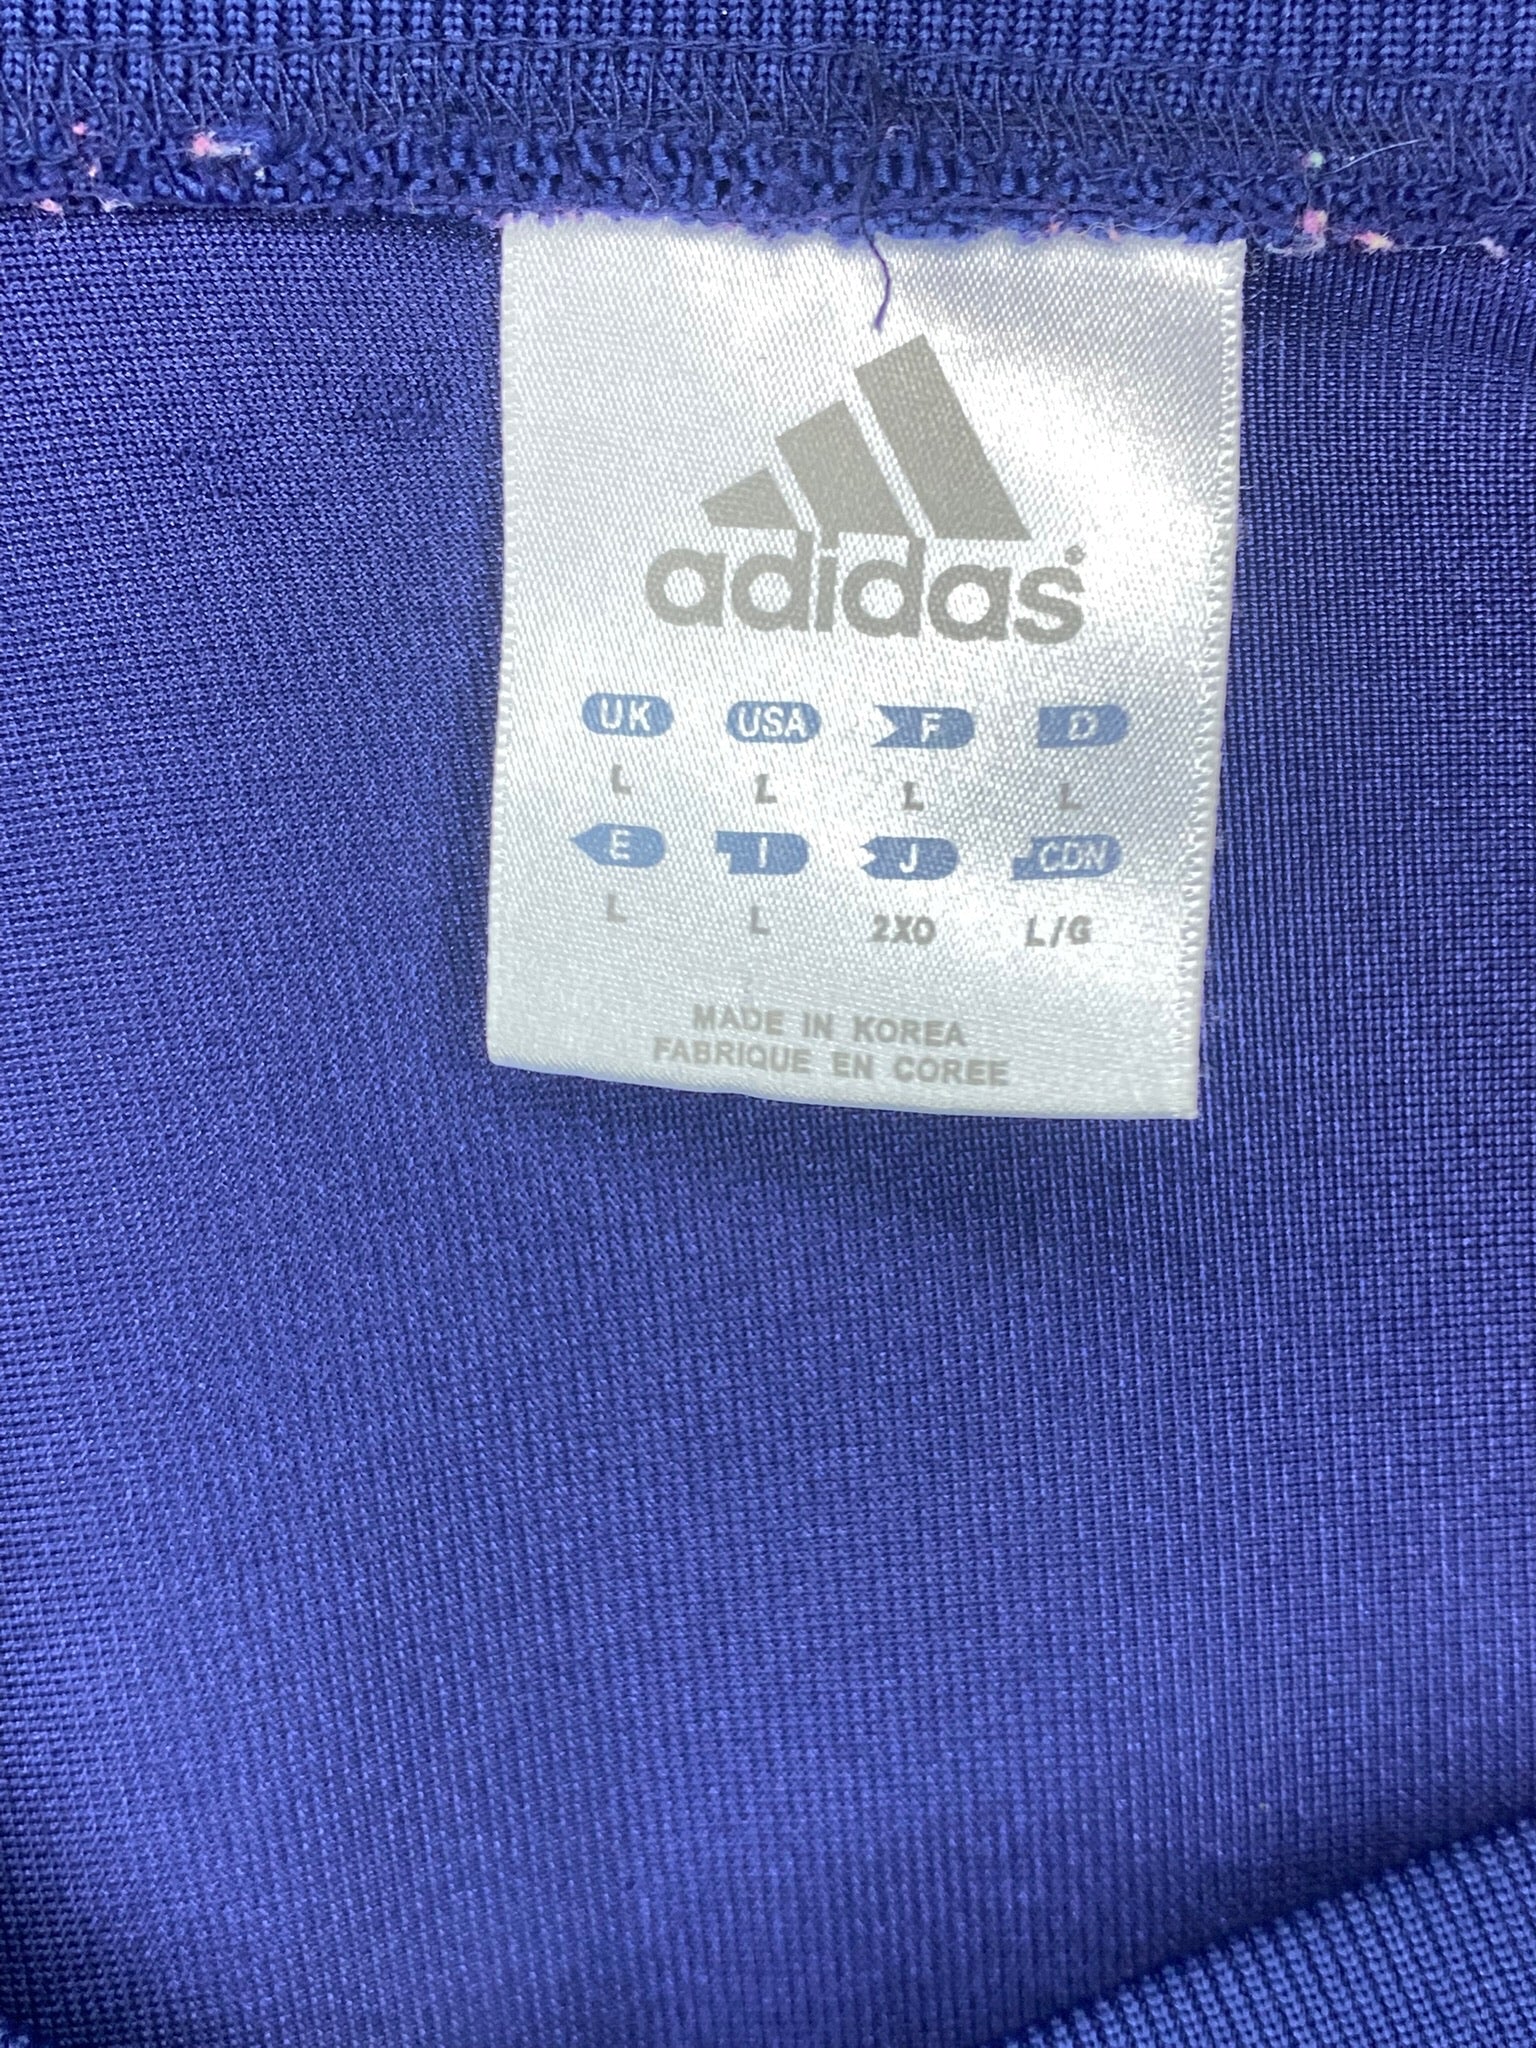 adidas®
UK USA F D
L L L L
E I J CDN
L L 2XO L/G
MADE IN KOREA
FABRIQUE EN COREE